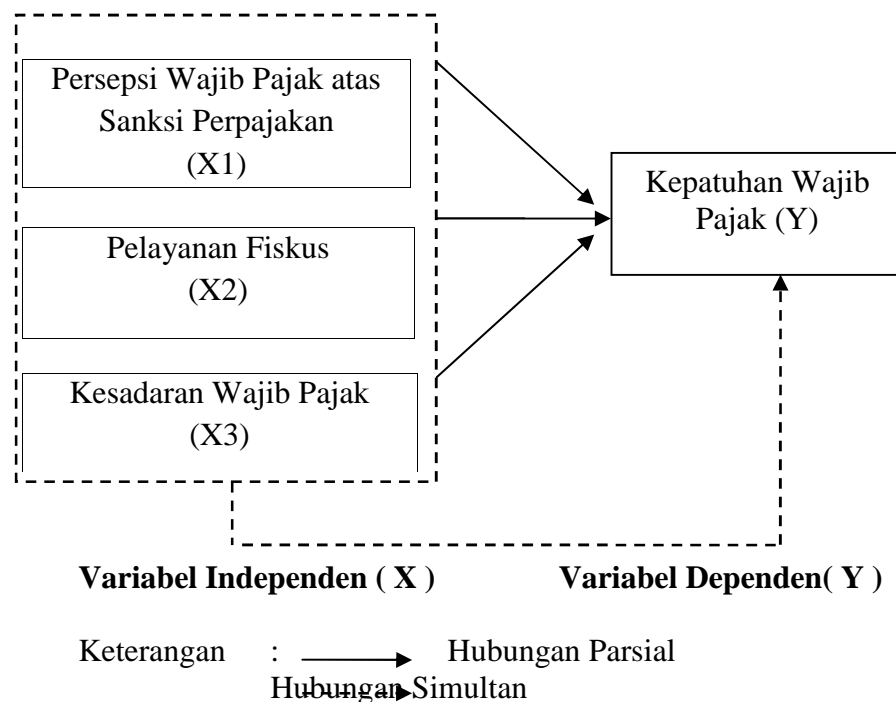 Persepsi Wajib Pajak atas
Sanksi Perpajakan
(X1)
Pelayanan Fiskus
(X2)
Kesadaran Wajib Pajak
(X3)
Kepatuhan Wajib
Pajak (Y)
Variabel Independen ( X ) Variabel Dependen( Y )
Keterangan : Hubungan Parsial
Hubungan Simultan